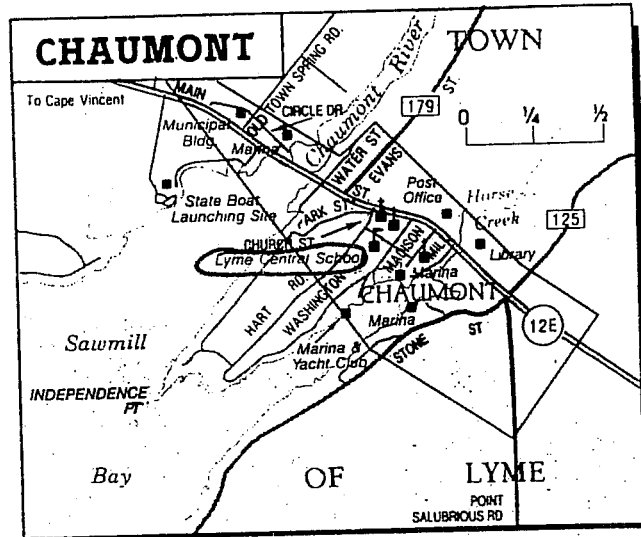 CHAUMONT
TOWN
To Cape Vincent
MAIN
OLD TOWN SPRING RD.
CIRCLE DR.
Chaumont River
179
ST
0 1/4 1/2
Municipal
Bldg.
Marina
WATER ST
EVANS
ST
State Boat
Launching Site
PARK ST
Post
Office
Horse
Creek
125
CHURCH ST
Lyme Central School
MADISON
MILL
Library
Marina
HART RD.
WASHINGTON
CHAUMONT
Marina
12E
Sawmill
Marina &
Yacht Club
STONE
ST
INDEPENDENCE
PT.
Bay
OF
LYME
POINT
SALUBRIOUS RD